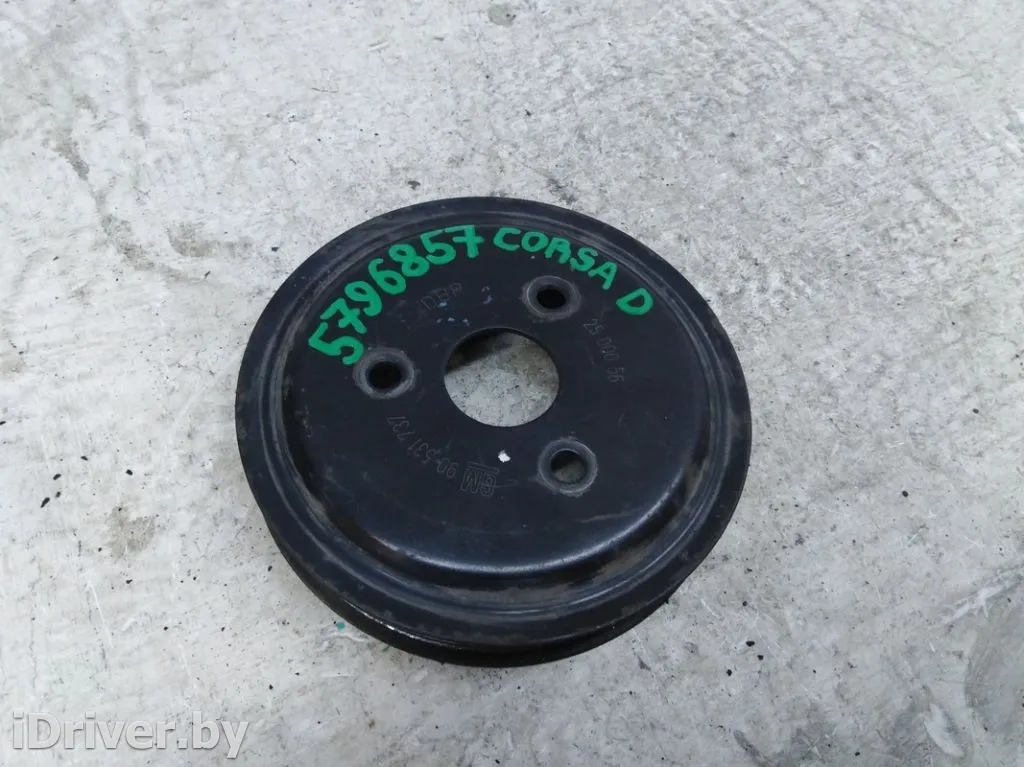 5796857 CORSA D
25 000 56
GM 90 531 737
iDriver.by